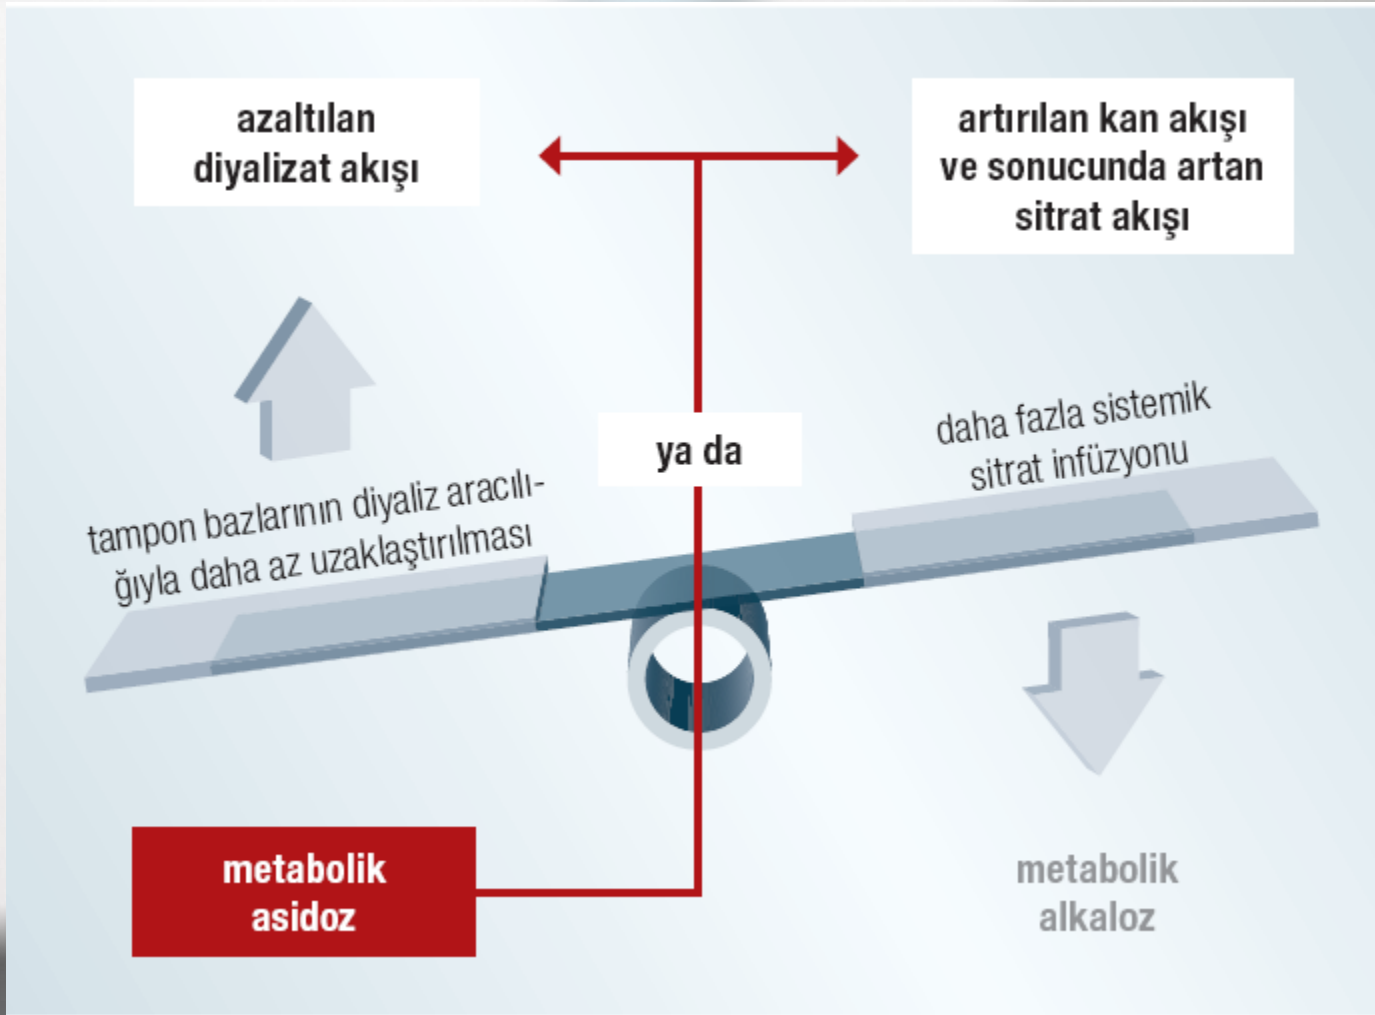 azaltılan
diyalizat akışı
artırılan kan akışı
ve sonucunda artan
sitrat akışı
ya da
tampon bazlarının diyaliz aracılı-
ğıyla daha az uzaklaştırılması
daha fazla sistemik
sitrat infüzyonu
metabolik
asidoz
metabolik
alkaloz